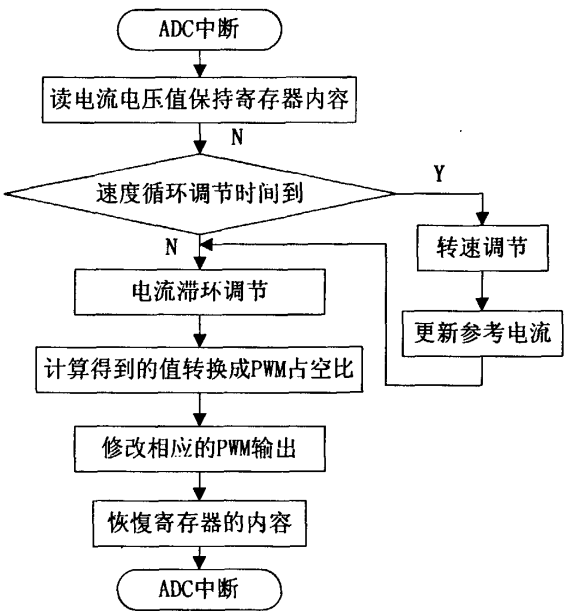 ADC中断
读电流电压值保持寄存器内容
N
速度循环调节时间到
Y
N
转速调节
电流滞环调节
更新参考电流
计算得到的值转换成PWM占空比
修改相应的PWM输出
恢復寄存器的内容
ADC中断